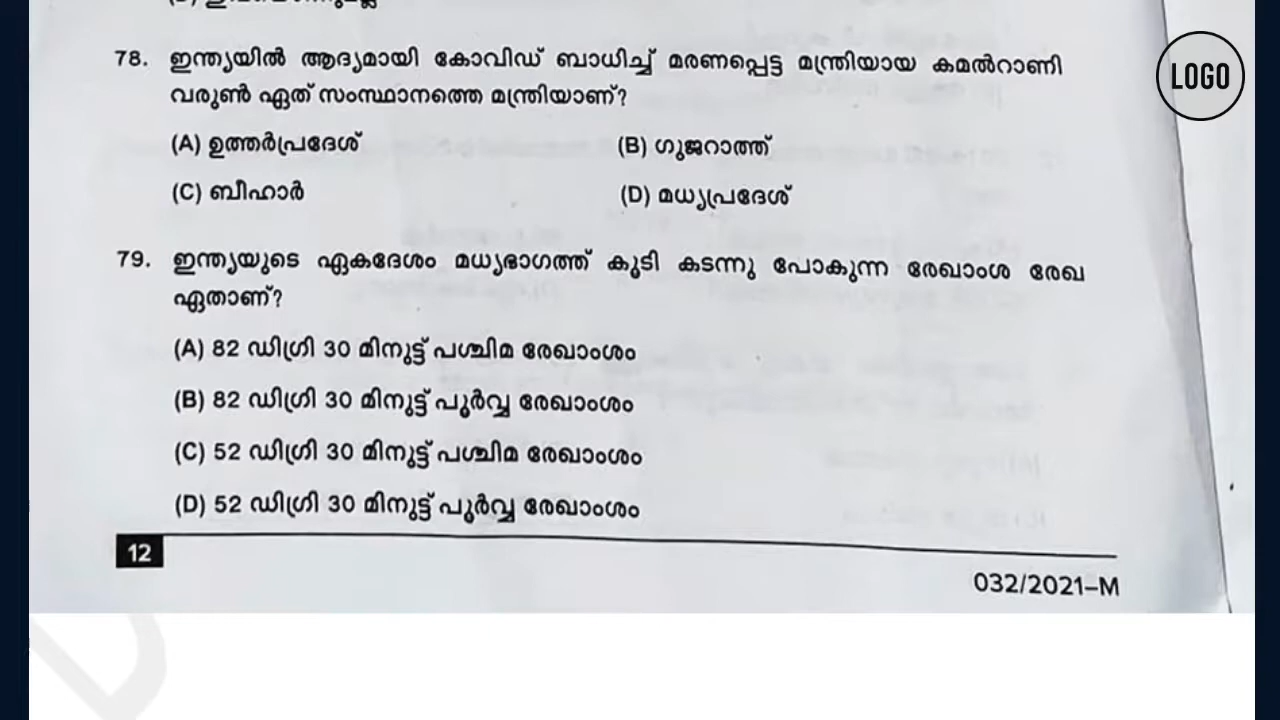 78. ഇന്ത്യയിൽ ആദ്യമായി കോവിഡ് ബാധിച്ച് മരണപ്പെട്ട മന്ത്രിയായ കമൽറാണി
വരുൺ ഏത് സംസ്ഥാനത്തെ മന്ത്രിയാണ്?
(A) ഉത്തർപ്രദേശ് (B) ഗുജറാത്ത്
(C) ബീഹാർ (D) മധ്യപ്രദേശ്
79. ഇന്ത്യയുടെ ഏകദേശം മധ്യഭാഗത്ത് കൂടി കടന്നു പോകുന്ന രേഖാംശ രേഖ
ഏതാണ്?
(A) 82 ഡിഗ്രി 30 മിനുട്ട് പശ്ചിമ രേഖാംശം
(B) 82 ഡിഗ്രി 30 മിനുട്ട് പൂർവ്വ രേഖാംശം
(C) 52 ഡിഗ്രി 30 മിനുട്ട് പശ്ചിമ രേഖാംശം
(D) 52 ഡിഗ്രി 30 മിനുട്ട് പൂർവ്വ രേഖാംശം
12
032/2021–M
LOGO